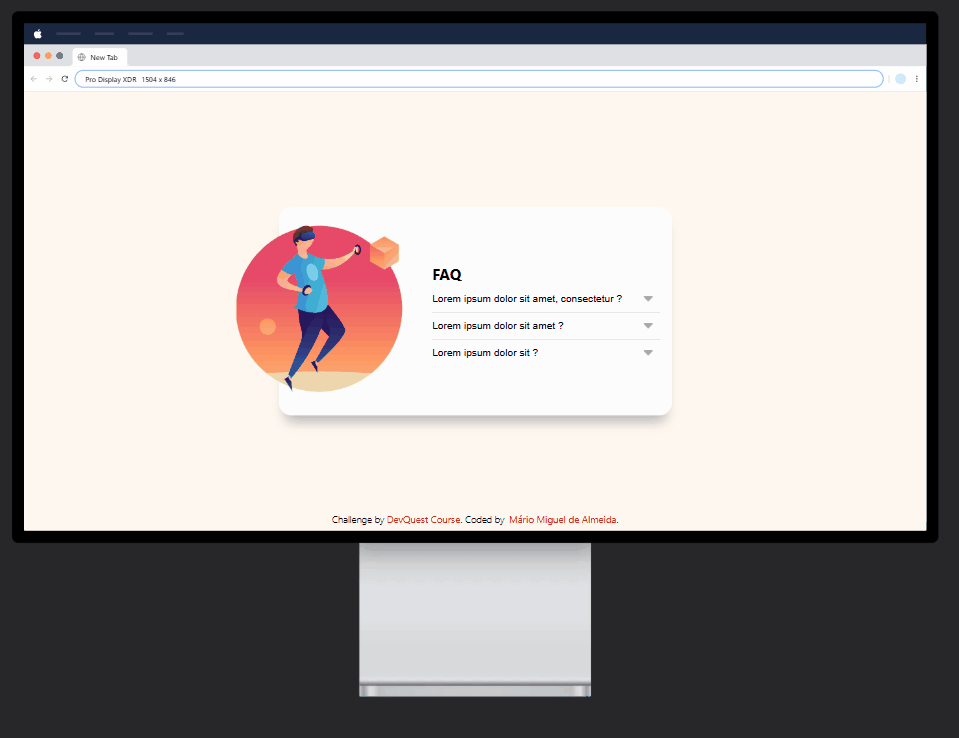 New Tab
Pro Display XDR 1504 x 846
FAQ
Lorem ipsum dolor sit amet, consectetur ?
Lorem ipsum dolor sit amet ?
Lorem ipsum dolor sit ?
Challenge by DevQuest Course. Coded by Mário Miguel de Almeida.